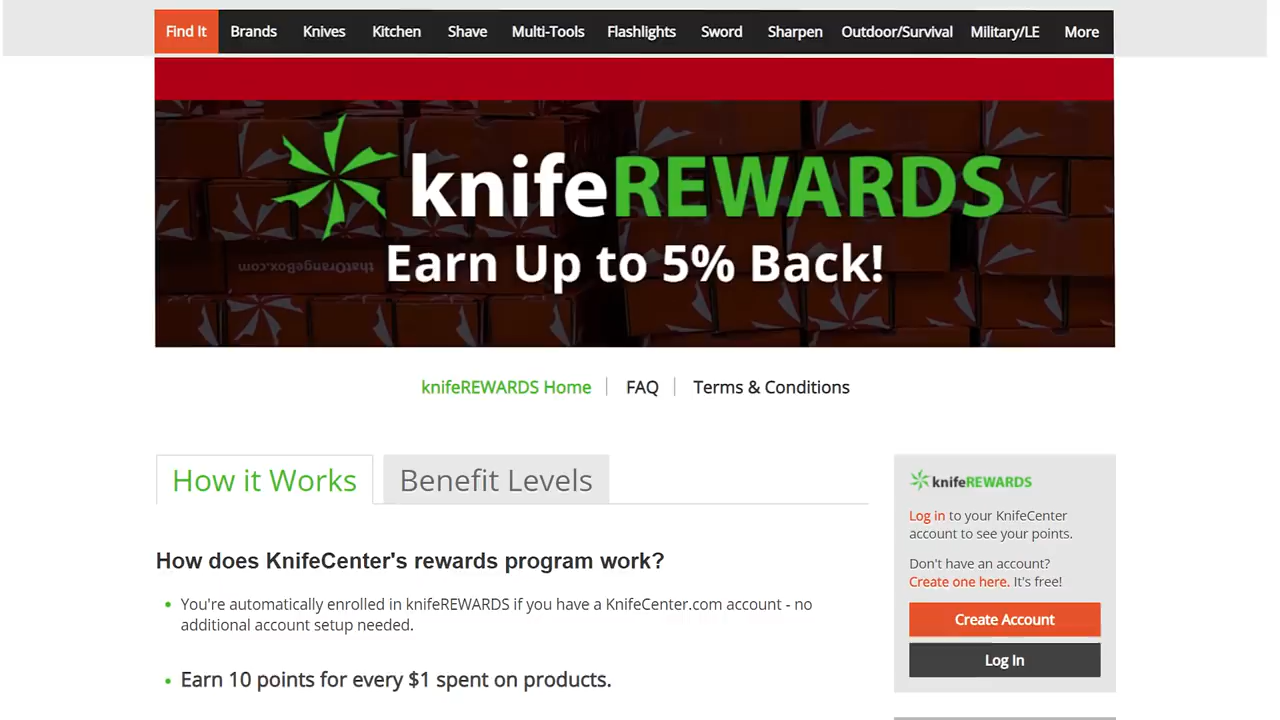 Find It Brands Knives Kitchen Shave Multi-Tools Flashlights Sword Sharpen Outdoor/Survival Military/LE More
knifeREWARDS
Earn Up to 5% Back!
thatOrangeBox.com
knifeREWARDS Home FAQ Terms & Conditions
How it Works Benefit Levels
How does KnifeCenter's rewards program work?
• You're automatically enrolled in knifeREWARDS if you have a KnifeCenter.com account - no
additional account setup needed.
• Earn 10 points for every $1 spent on products.
knifeREWARDS
Log in to your KnifeCenter
account to see your points.
Don't have an account?
Create one here. It's free!
Create Account
Log In